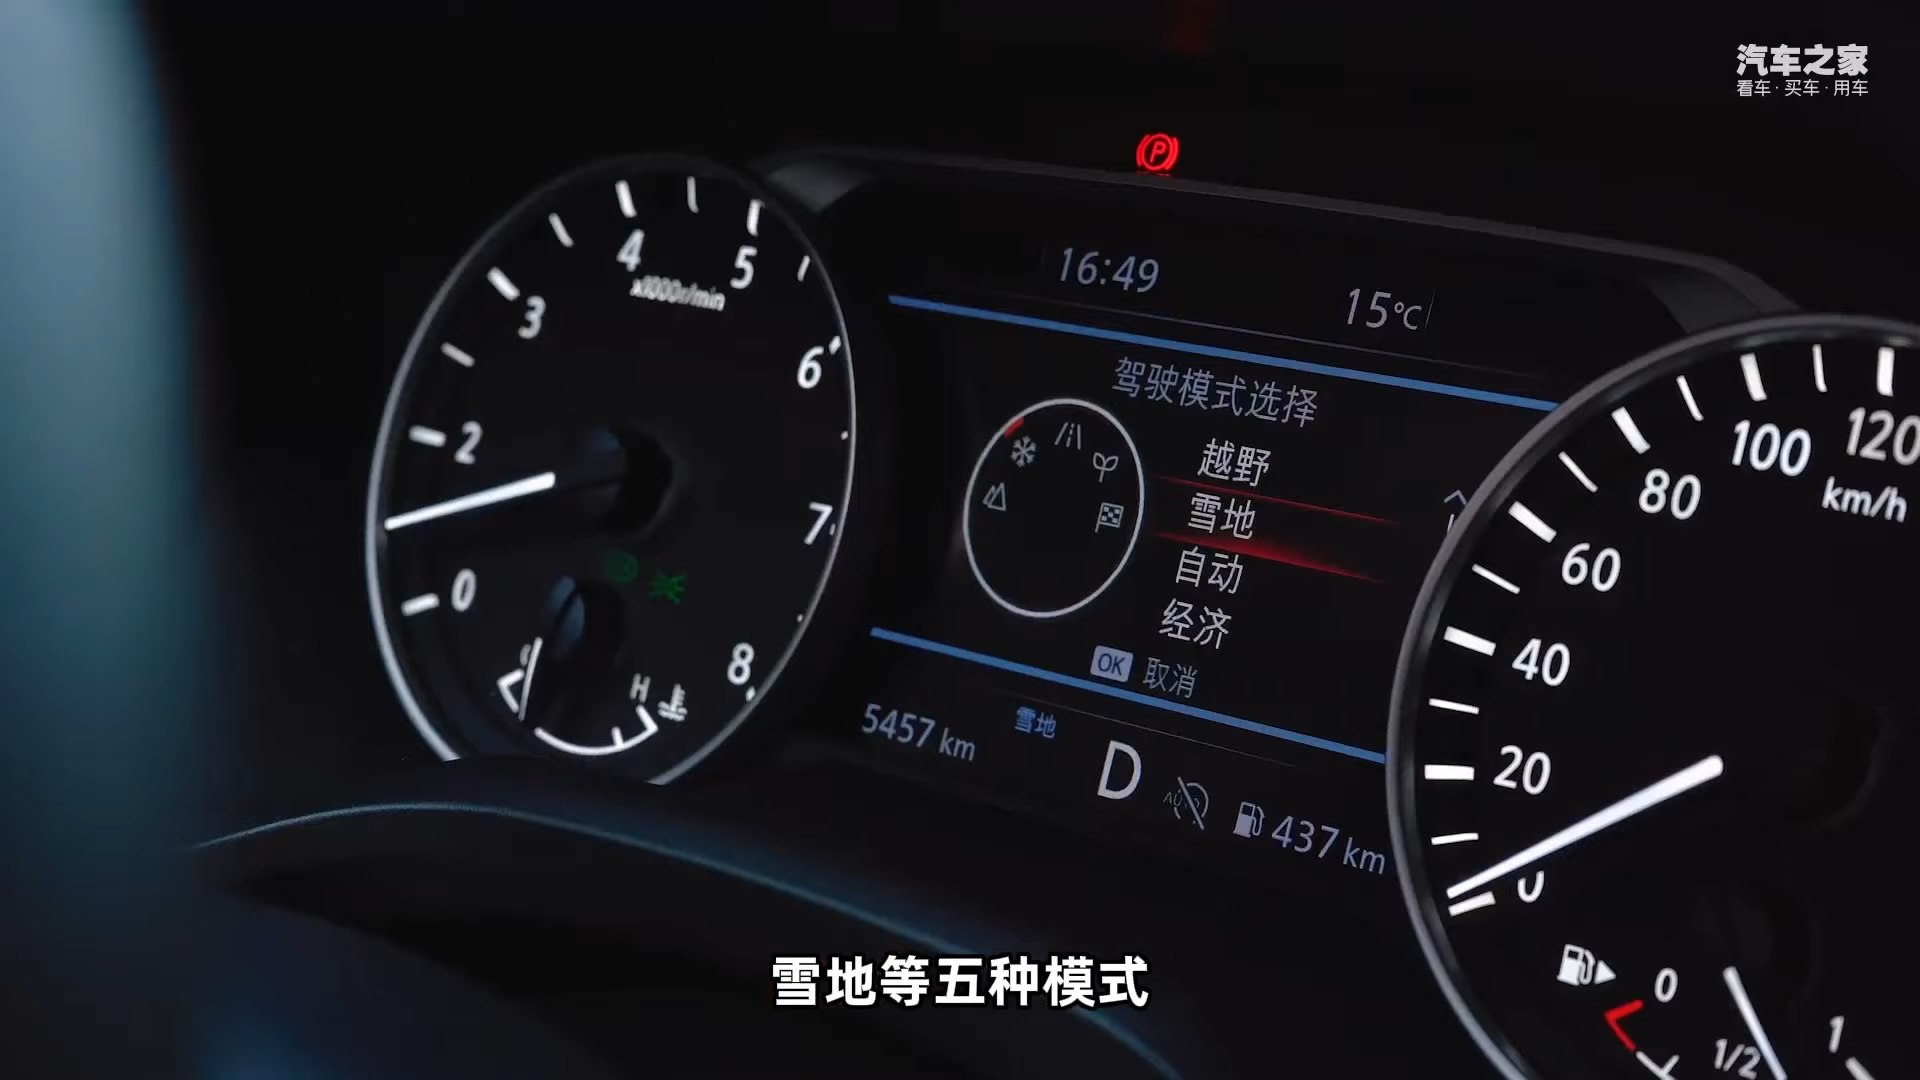 汽车之家
看车·买车·用车
P
16:49
15℃
驾驶模式选择
越野
雪地
自动
经济
OK 取消
5457 km
雪地
D
437 km
0
2
3
4
5
6
7
8
x1000r/min
H
0
20
40
60
80
100
120
km/h
0
1/2
1
雪地等五种模式